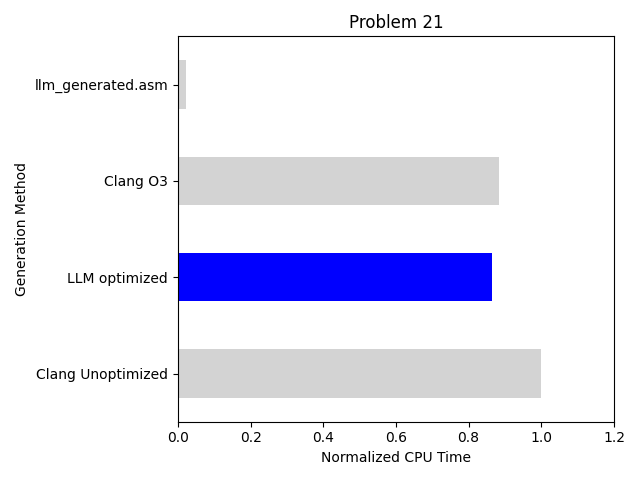 Problem 21
Generation Method
llm_generated.asm
Clang O3
LLM optimized
Clang Unoptimized
0.0 0.2 0.4 0.6 0.8 1.0 1.2
Normalized CPU Time